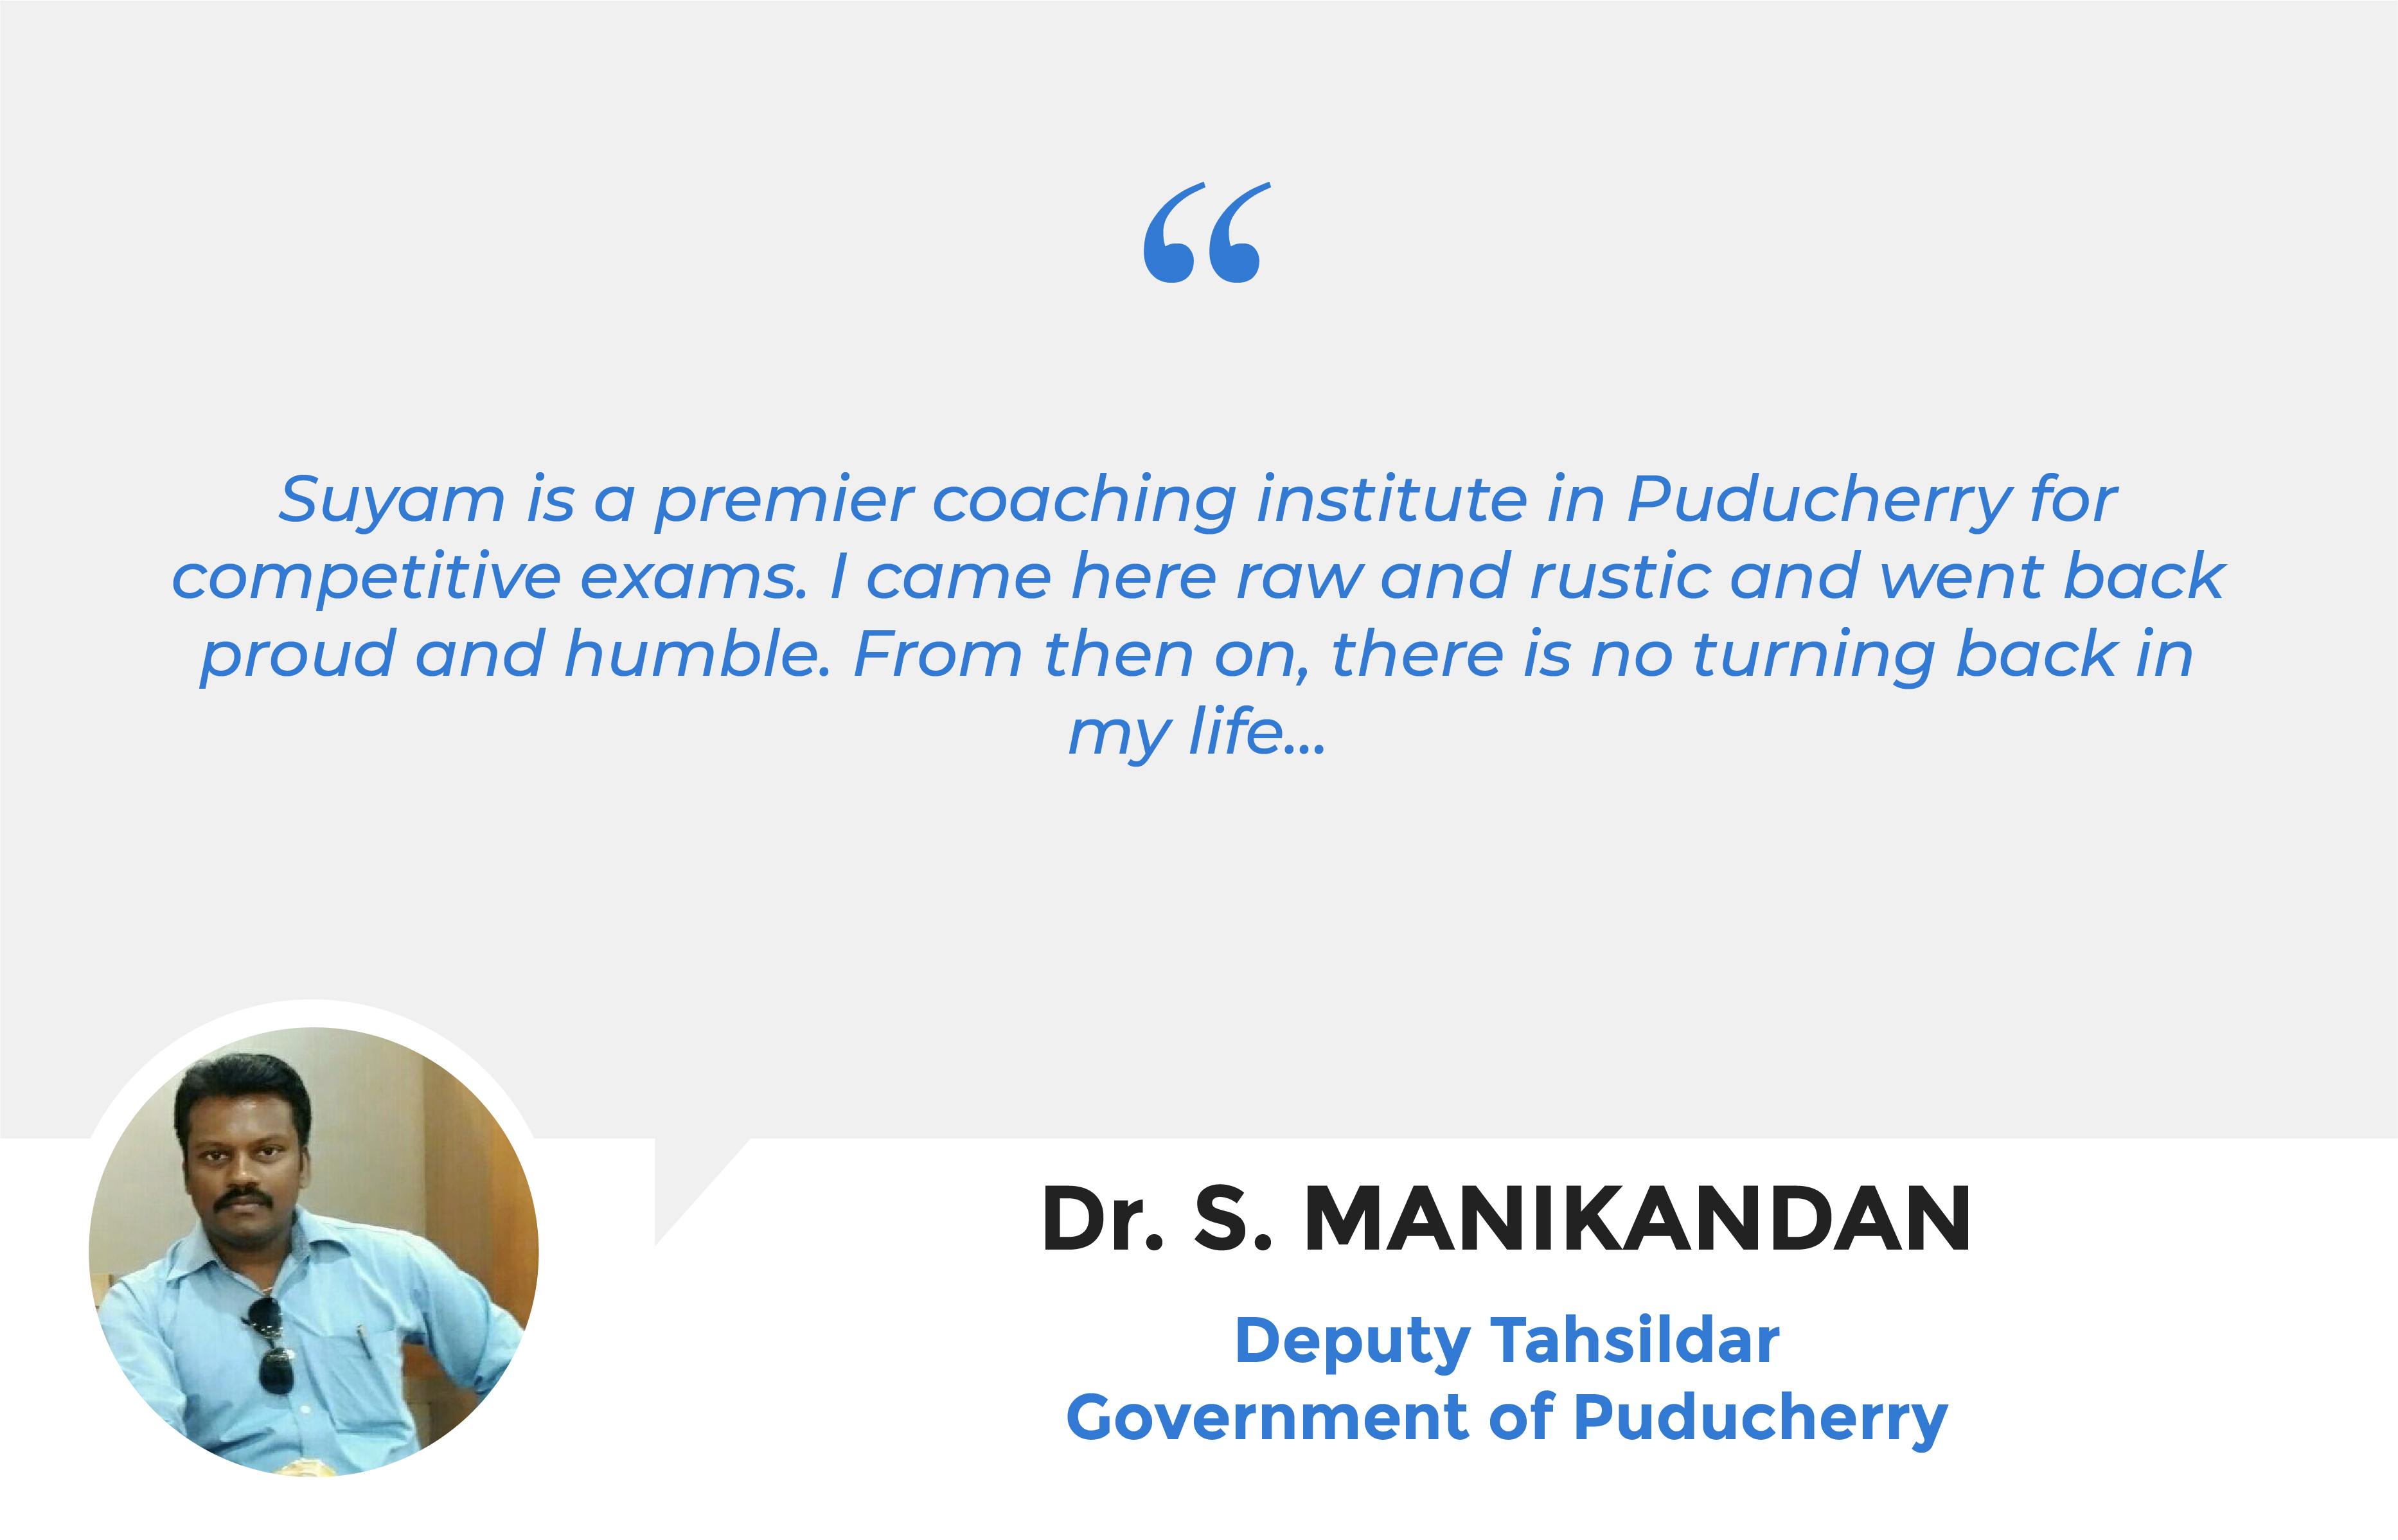 “
Suyam is a premier coaching institute in Puducherry for
competitive exams. I came here raw and rustic and went back
proud and humble. From then on, there is no turning back in
my life...
Dr. S. MANIKANDAN
Deputy Tahsildar
Government of Puducherry